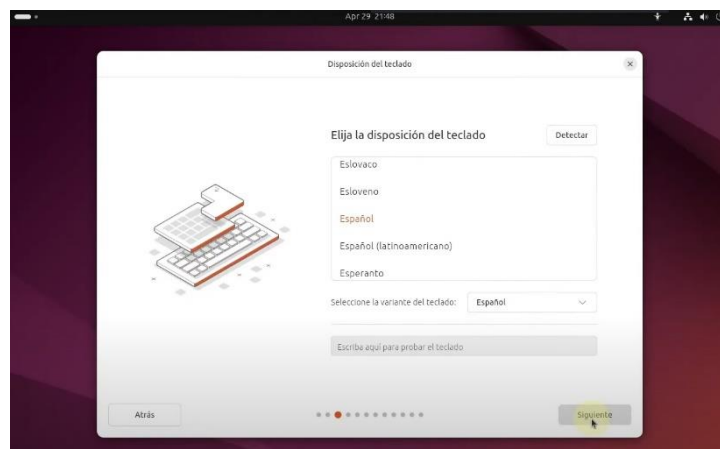 Apr 29 21:48
Disposición del teclado
Elija la disposición del teclado
Detectar
Eslovaco
Esloveno
Español
Español (latinoamericano)
Esperanto
Seleccione la variante del teclado: Español
Escriba aquí para probar el teclado
Atrás
Siguiente